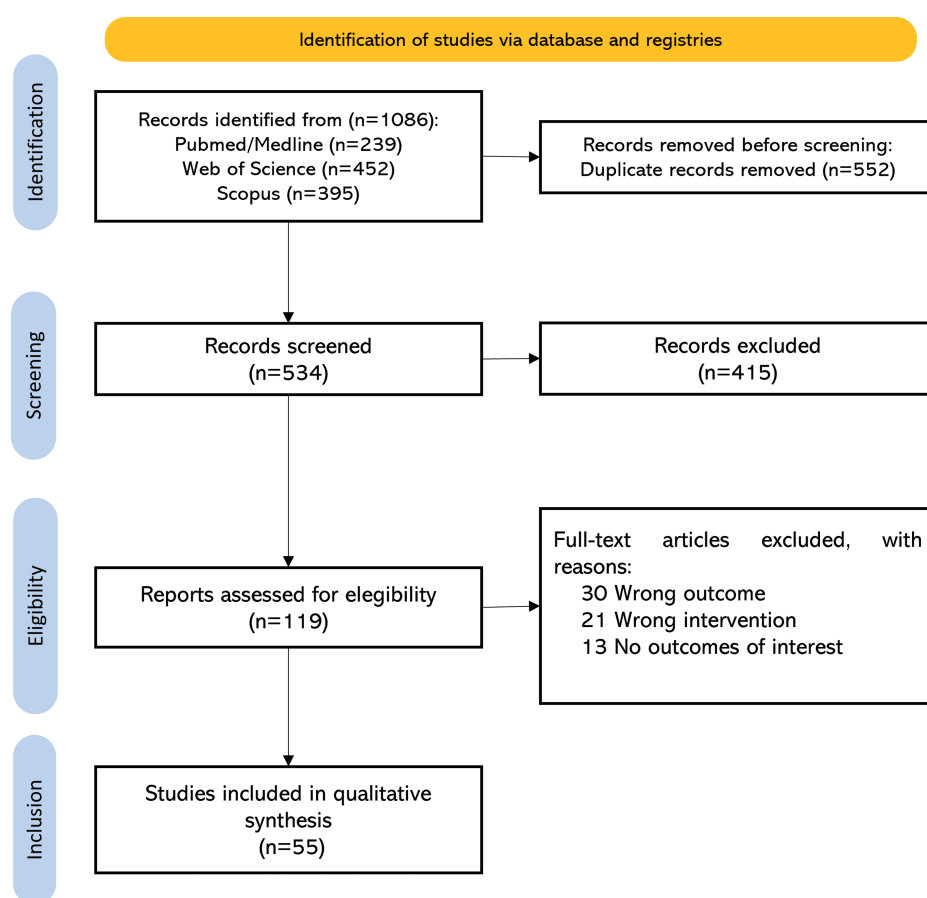 Identification of studies via database and registries
Identification
Records identified from (n=1086):
Pubmed/Medline (n=239)
Web of Science (n=452)
Scopus (n=395)
Records removed before screening:
Duplicate records removed (n=552)
Screening
Records screened
(n=534)
Records excluded
(n=415)
Eligibility
Reports assessed for elegibility
(n=119)
Full-text articles excluded, with
reasons:
30 Wrong outcome
21 Wrong intervention
13 No outcomes of interest
Inclusion
Studies included in qualitative
synthesis
(n=55)